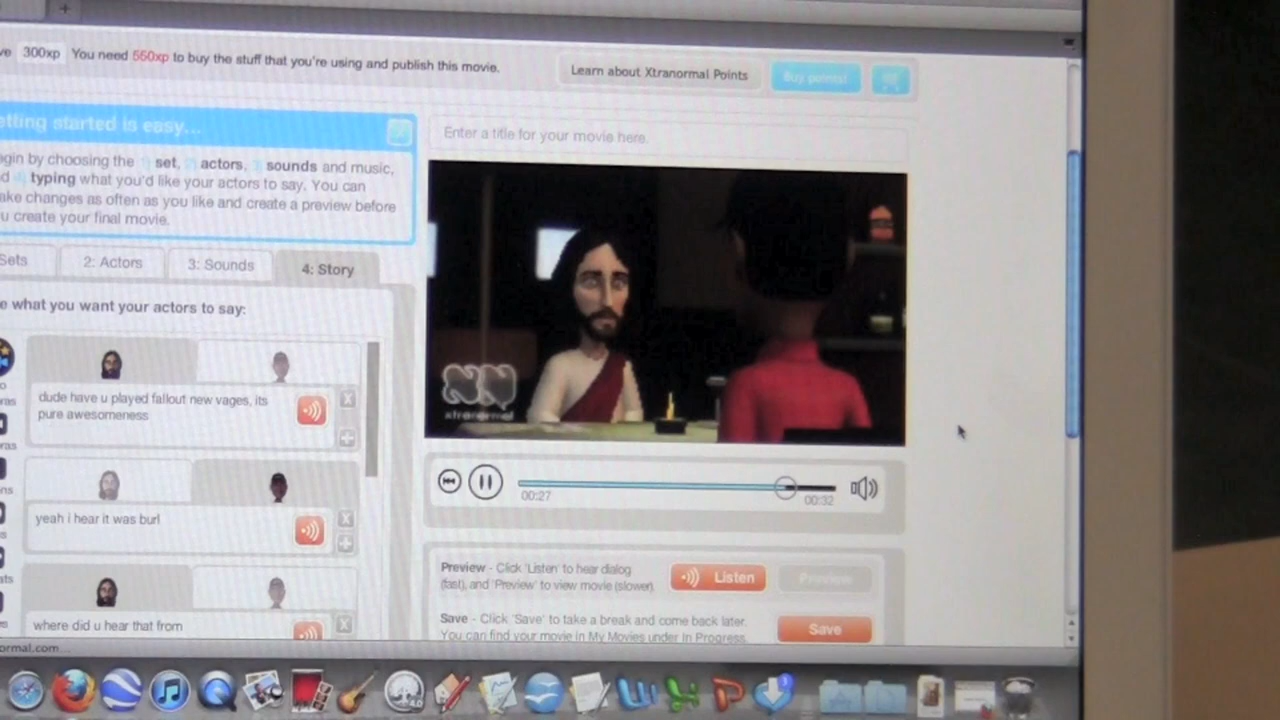 300xp You need 550xp to buy the stuff that you're using and publish this movie.
Learn about Xtranormal Points
Buy points!
etting started is easy...
gin by choosing the set, actors, sounds and music,
typing what you'd like your actors to say. You can
ake changes as often as you like and create a preview before
u create your final movie.
Sets
2: Actors
3: Sounds
4: Story
e what you want your actors to say:
dude have u played fallout new vages, its
pure awesomeness
yeah i hear it was burl
where did u hear that from
Enter a title for your movie here.
xtranormal
00:27
00:32
Preview - Click 'Listen' to hear dialog
(fast), and 'Preview' to view movie (slower).
Listen
Preview
Save - Click 'Save' to take a break and come back later.
You can find your movie in My Movies under In Progress.
Save
ormal.com...